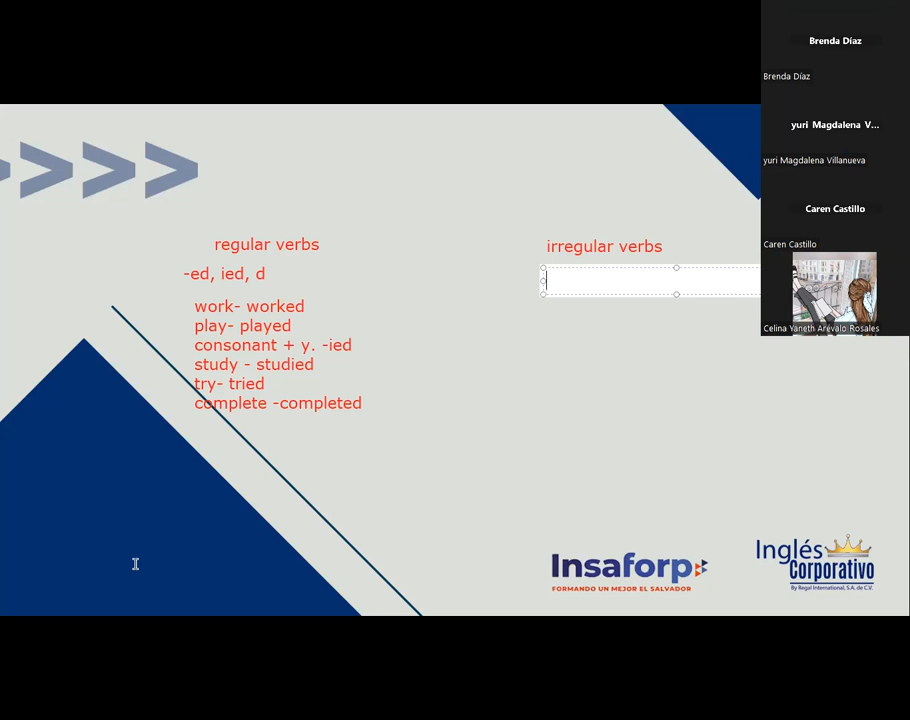 Brenda Díaz
Brenda Díaz
yuri Magdalena V...
yuri Magdalena Villanueva
Caren Castillo
Caren Castillo
Celina Yaneth Arévalo Rosales
>>>>
regular verbs
-ed, ied, d
work- worked
play- played
consonant + y. -ied
study - studied
try- tried
complete -completed
irregular verbs
Insaforp
FORMANDO UN MEJOR EL SALVADOR
Inglés
Corporativo
By Regal International, S.A. de C.V.